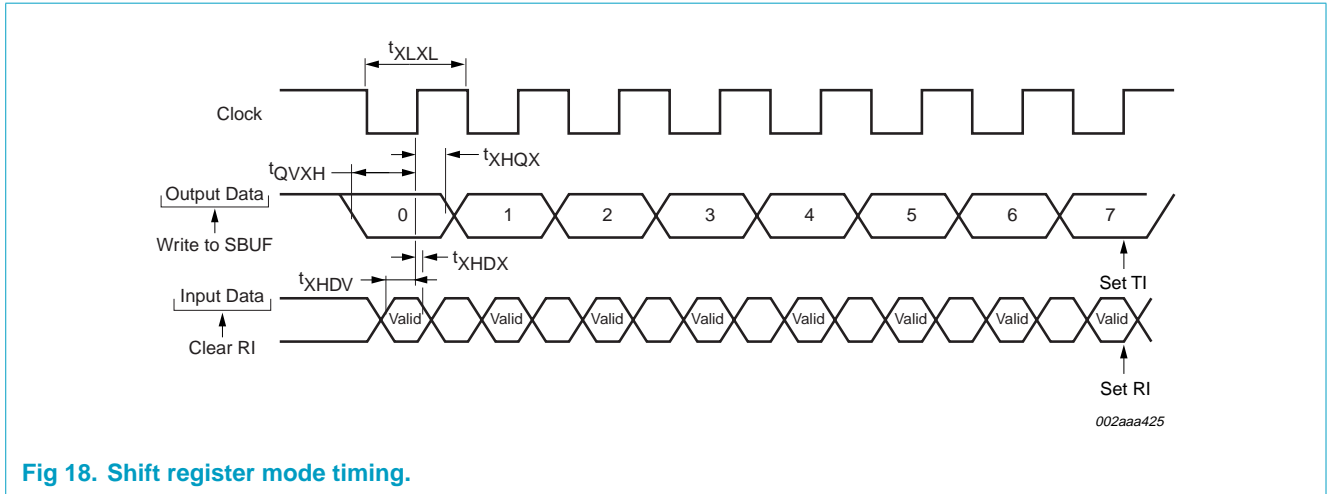 tXLXL
Clock
tXHQX
tQVXH
Output Data
0 1 2 3 4 5 6 7
Write to SBUF
tXHDX
Set TI
tXHDV
Input Data
Valid Valid Valid Valid Valid Valid Valid Valid
Clear RI
Set RI
002aaa425
Fig 18. Shift register mode timing.